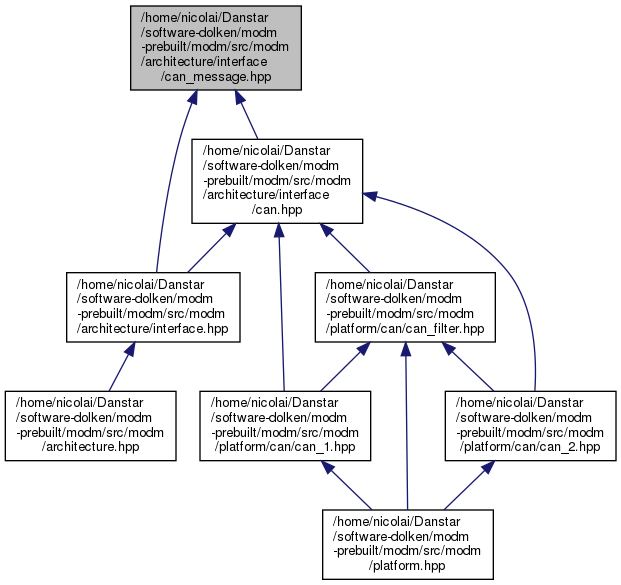 /home/nicolai/Danstar
/software-dolken/modm
-prebuilt/modm/src/modm
/architecture/interface
/can_message.hpp
/home/nicolai/Danstar
/software-dolken/modm
-prebuilt/modm/src/modm
/architecture/interface
/can.hpp
/home/nicolai/Danstar
/software-dolken/modm
-prebuilt/modm/src/modm
/architecture/interface.hpp
/home/nicolai/Danstar
/software-dolken/modm
-prebuilt/modm/src/modm
/platform/can/can_filter.hpp
/home/nicolai/Danstar
/software-dolken/modm
-prebuilt/modm/src/modm
/architecture.hpp
/home/nicolai/Danstar
/software-dolken/modm
-prebuilt/modm/src/modm
/platform/can/can_1.hpp
/home/nicolai/Danstar
/software-dolken/modm
-prebuilt/modm/src/modm
/platform/can/can_2.hpp
/home/nicolai/Danstar
/software-dolken/modm
-prebuilt/modm/src/modm
/platform.hpp